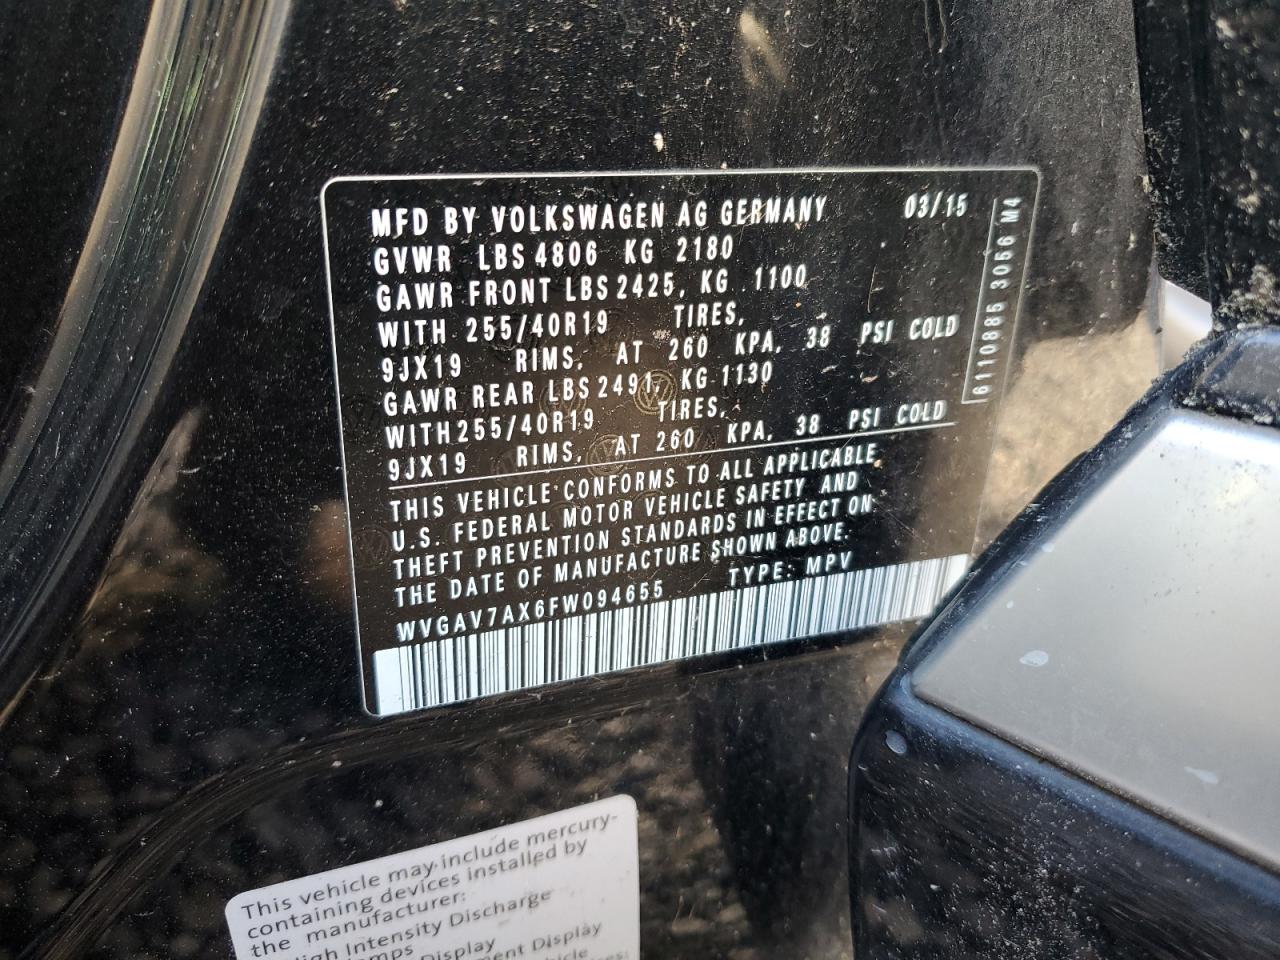 MFD BY VOLKSWAGEN AG GERMANY 03/15
GVWR LBS 4806 KG 2180
GAWR FRONT LBS 2425, KG 1100
WITH 255/40R19 TIRES,
9JX19 RIMS, AT 260 KPA, 38 PSI COLD
GAWR REAR LBS 2491, KG 1130
WITH 255/40R19 TIRES,
9JX19 RIMS, AT 260 KPA, 38 PSI COLD
THIS VEHICLE CONFORMS TO ALL APPLICABLE
U.S. FEDERAL MOTOR VEHICLE SAFETY AND
THEFT PREVENTION STANDARDS IN EFFECT ON
THE DATE OF MANUFACTURE SHOWN ABOVE.
WVGAV7AX6FW094655 TYPE: MPV
6110885 3056 M4
This vehicle may include mercury-
containing devices installed by
the manufacturer:
Intensity Discharge
Display
Display